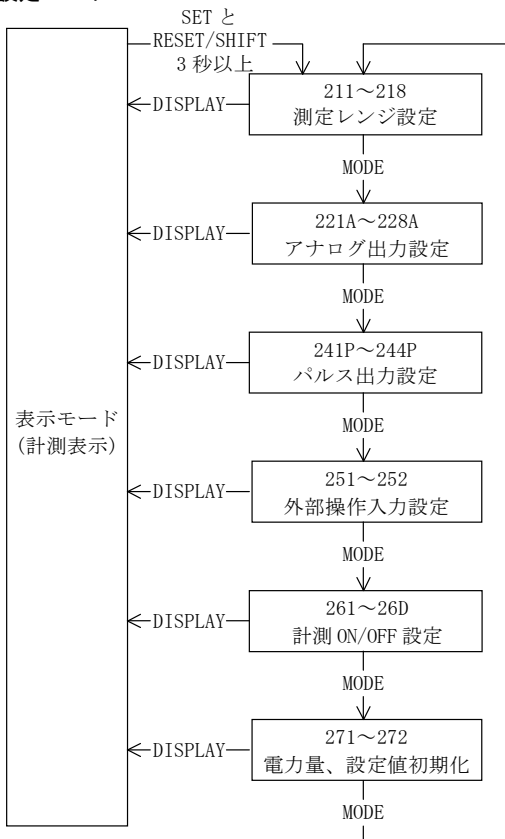 SET と
RESET/SHIFT
3 秒以上
211～218
測定レンジ設定
DISPLAY
MODE
221A～228A
アナログ出力設定
DISPLAY
MODE
241P～244P
パルス出力設定
DISPLAY
MODE
表示モード
(計測表示)
251～252
外部操作入力設定
DISPLAY
MODE
261～26D
計測 ON/OFF 設定
DISPLAY
MODE
271～272
電力量、設定値初期化
DISPLAY
MODE